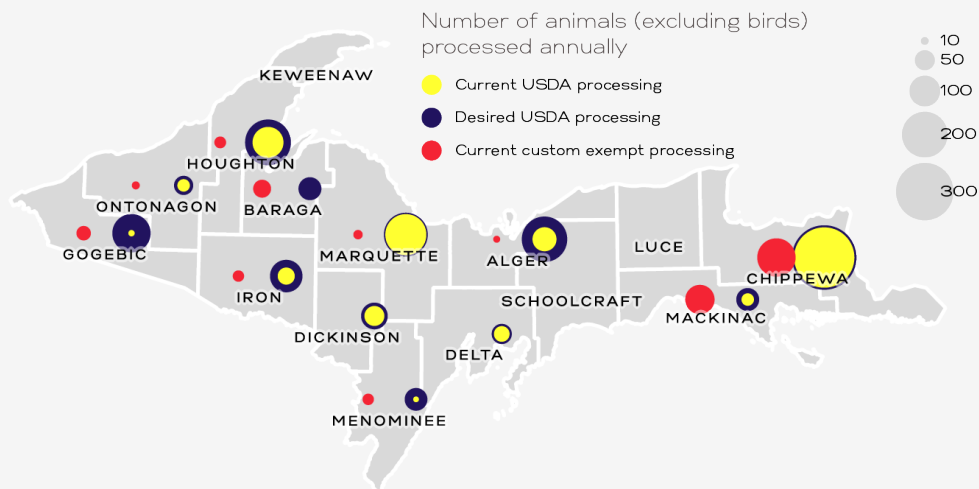 Number of animals (excluding birds)
processed annually
Current USDA processing
Desired USDA processing
Current custom exempt processing
10
50
100
200
300
KEWEENAW
HOUGHTON
ONTONAGON
BARAGA
GOGEBIC
MARQUETTE
ALGER
LUCE
CHIPPEWA
IRON
SCHOOLCRAFT
MACKINAC
DICKINSON
DELTA
MENOMINEE